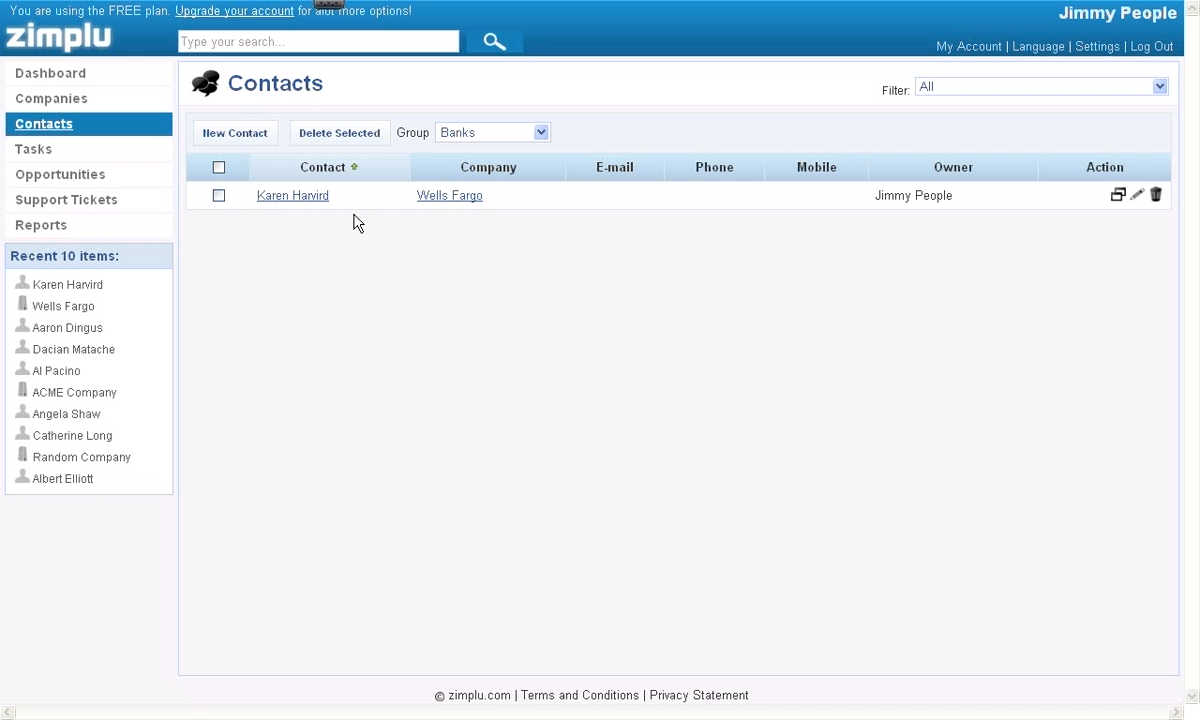 You are using the FREE plan. Upgrade your account for alot more options!
Jimmy People
zimplu
Type your search...
My Account | Language | Settings | Log Out
Dashboard
Companies
Contacts
Tasks
Opportunities
Support Tickets
Reports
Recent 10 items:
Karen Harvird
Wells Fargo
Aaron Dingus
Dacian Matache
Al Pacino
ACME Company
Angela Shaw
Catherine Long
Random Company
Albert Elliott
Contacts
Filter: All
New Contact Delete Selected Group Banks
Contact Company E-mail Phone Mobile Owner Action
Karen Harvird Wells Fargo Jimmy People
© zimplu.com | Terms and Conditions | Privacy Statement